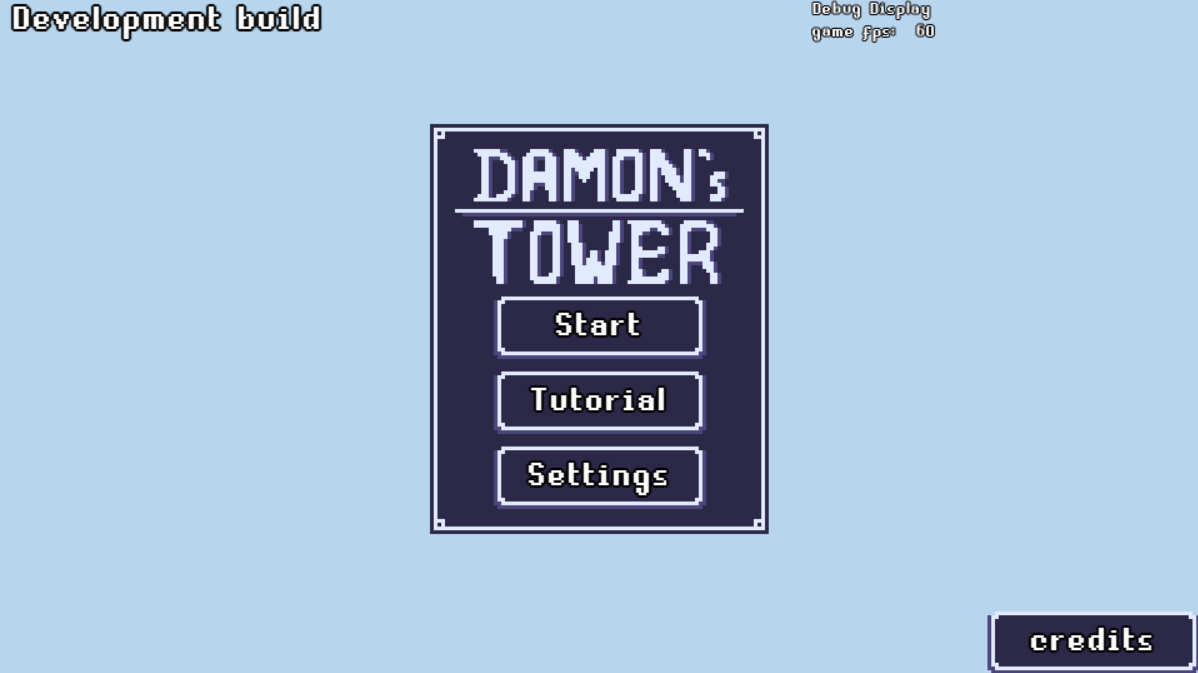 Development build
Debug Display
game fps: 60
DAMON's
TOWER
Start
Tutorial
Settings
credits